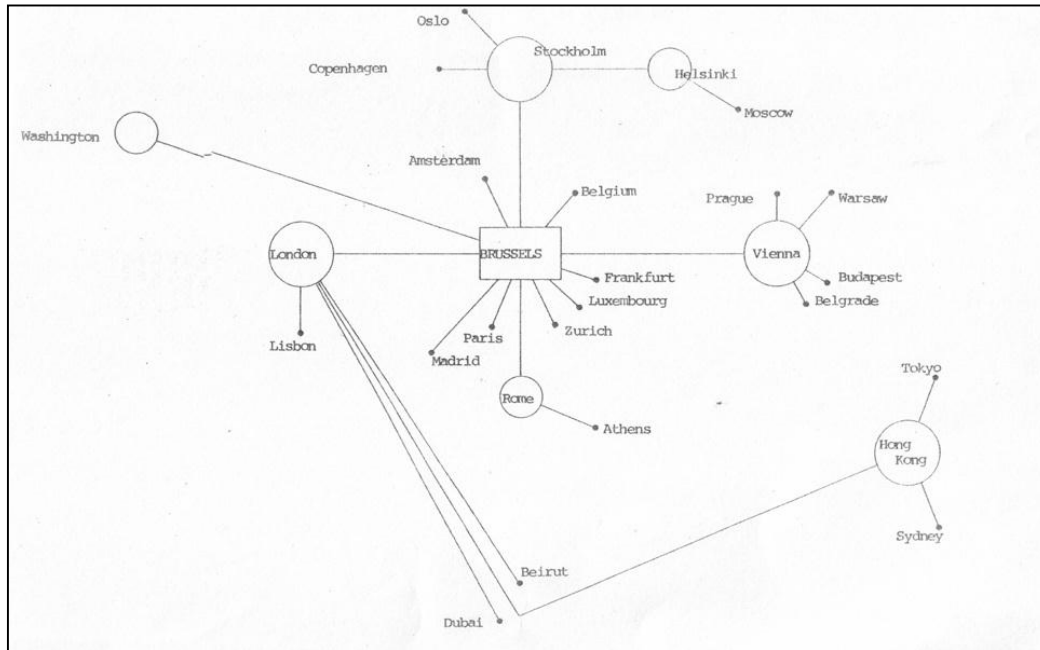 Oslo
Stockholm
Copenhagen
Helsinki
Moscow
Washington
Amsterdam
Belgium
Prague
Warsaw
London
BRUSSELS
Vienna
Frankfurt
Budapest
Luxembourg
Belgrade
Zurich
Paris
Lisbon
Madrid
Tokyo
Rome
Athens
Hong
Kong
Sydney
Beirut
Dubai